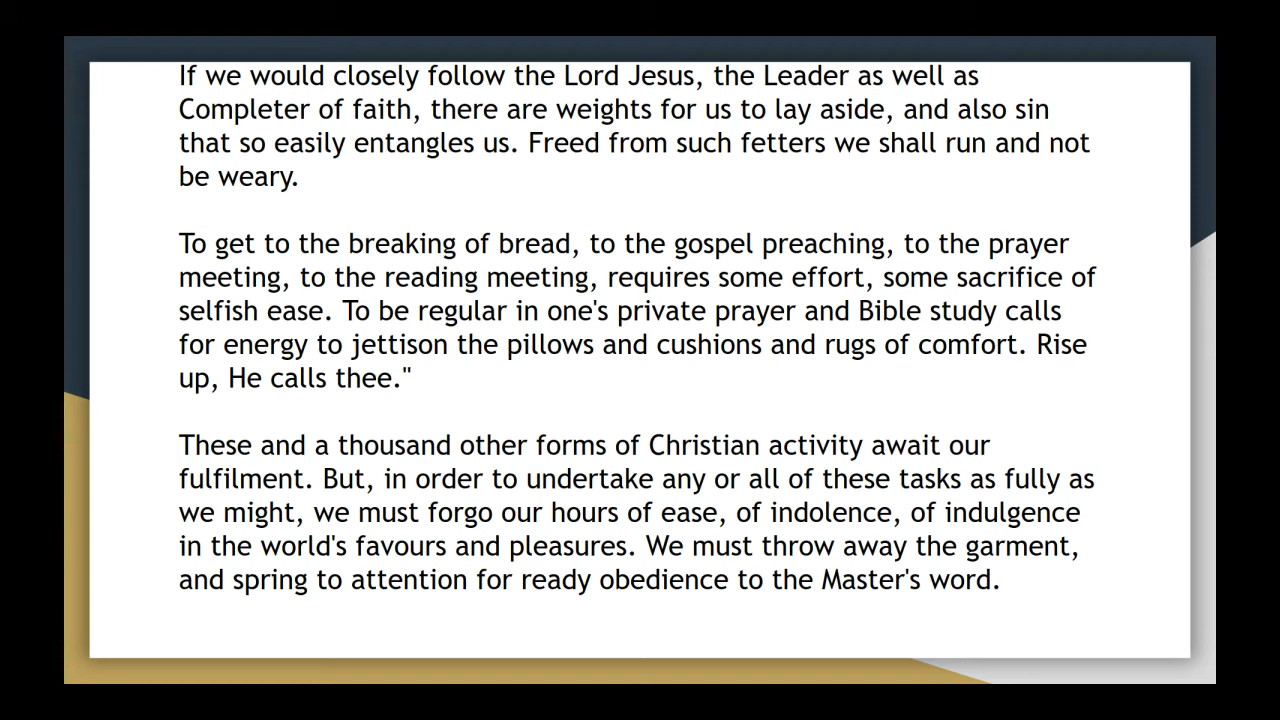 If we would closely follow the Lord Jesus, the Leader as well as
Completer of faith, there are weights for us to lay aside, and also sin
that so easily entangles us. Freed from such fetters we shall run and not
be weary.
To get to the breaking of bread, to the gospel preaching, to the prayer
meeting, to the reading meeting, requires some effort, some sacrifice of
selfish ease. To be regular in one's private prayer and Bible study calls
for energy to jettison the pillows and cushions and rugs of comfort. Rise
up, He calls thee."
These and a thousand other forms of Christian activity await our
fulfilment. But, in order to undertake any or all of these tasks as fully as
we might, we must forgo our hours of ease, of indolence, of indulgence
in the world's favours and pleasures. We must throw away the garment,
and spring to attention for ready obedience to the Master's word.